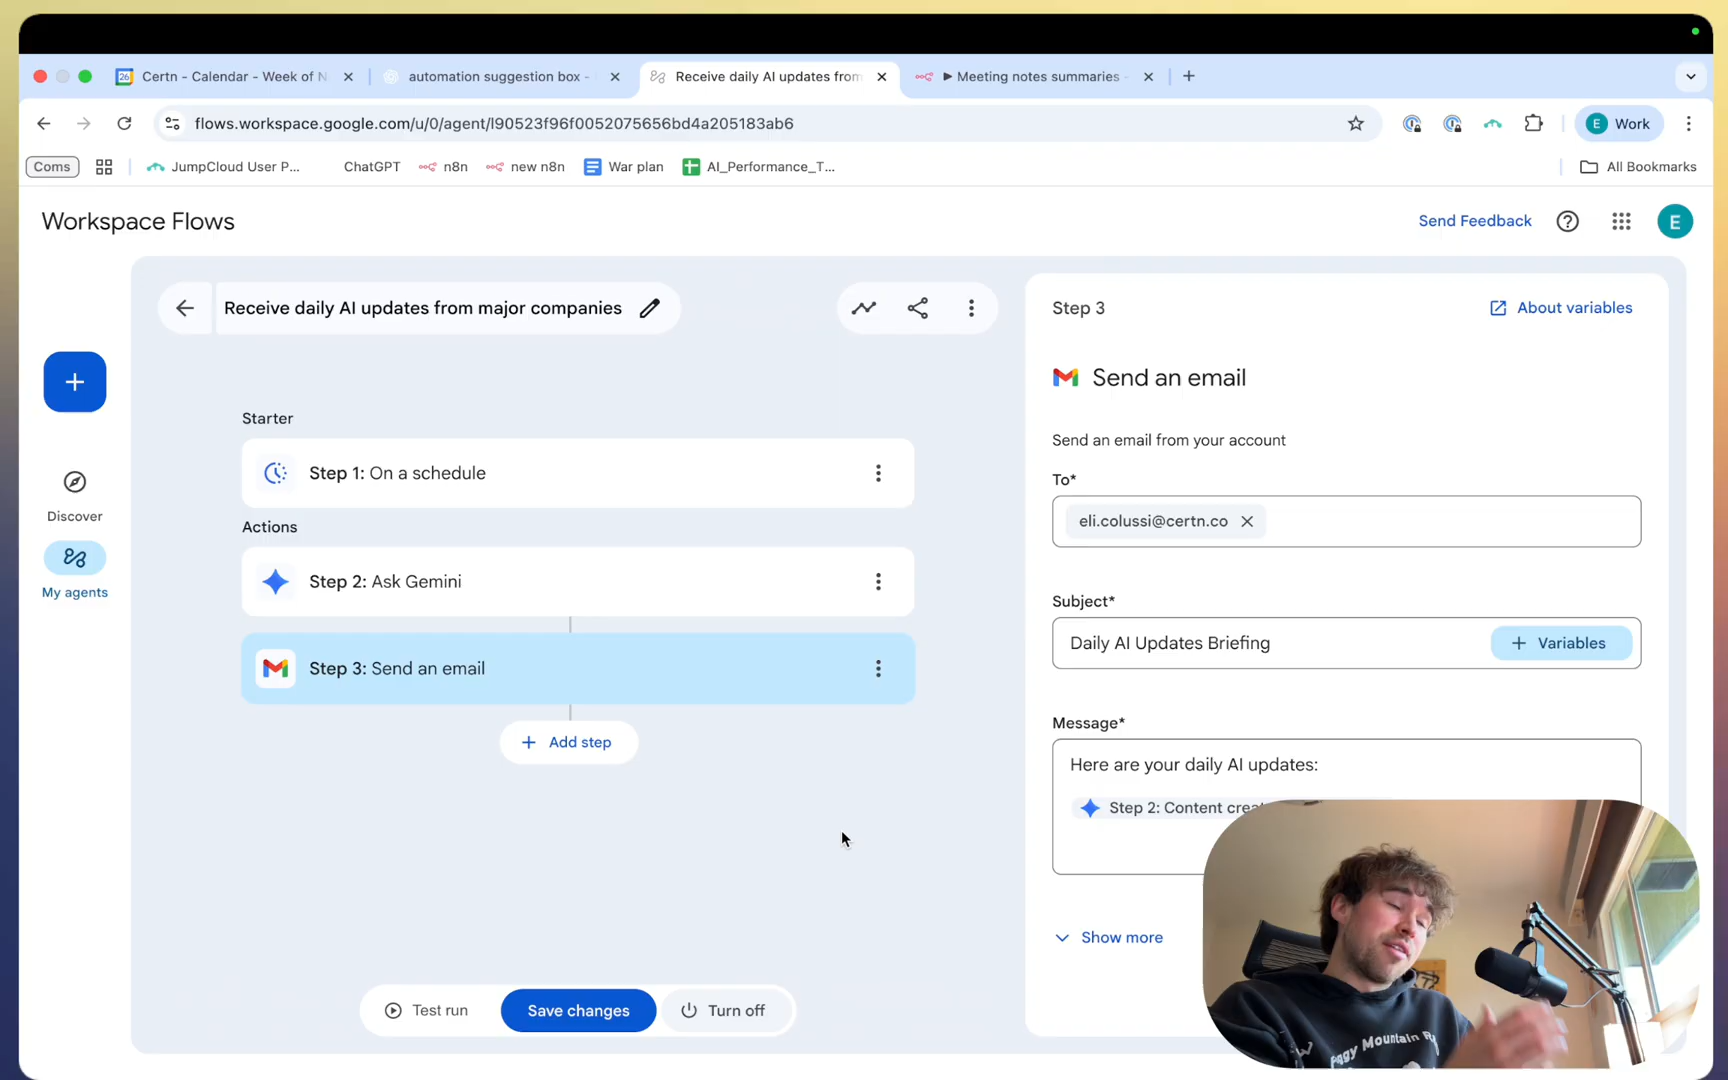 Certn - Calendar - Week of N
automation suggestion box -
Receive daily AI updates from
Meeting notes summaries -
flows.workspace.google.com/u/0/agent/l90523f96f0052075656bd4a205183ab6
E Work
Coms
JumpCloud User P...
ChatGPT
n8n
new n8n
War plan
AI_Performance_T...
All Bookmarks
Workspace Flows
Send Feedback
E
Receive daily AI updates from major companies
Step 3
About variables
Send an email
Starter
Send an email from your account
Step 1: On a schedule
To*
eli.colussi@certn.co
Discover
Actions
Step 2: Ask Gemini
My agents
Subject*
Daily AI Updates Briefing
+ Variables
Step 3: Send an email
Message*
+ Add step
Here are your daily AI updates:
Step 2: Content crea
Show more
Test run
Save changes
Turn off
Mountain